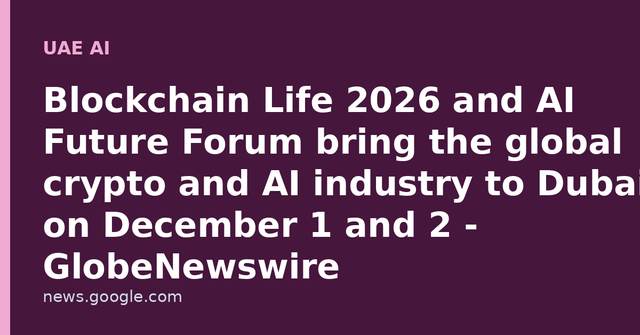 UAE AI
Blockchain Life 2026 and AI
Future Forum bring the global
crypto and AI industry to Dubai
on December 1 and 2 -
GlobeNewswire
news.google.com